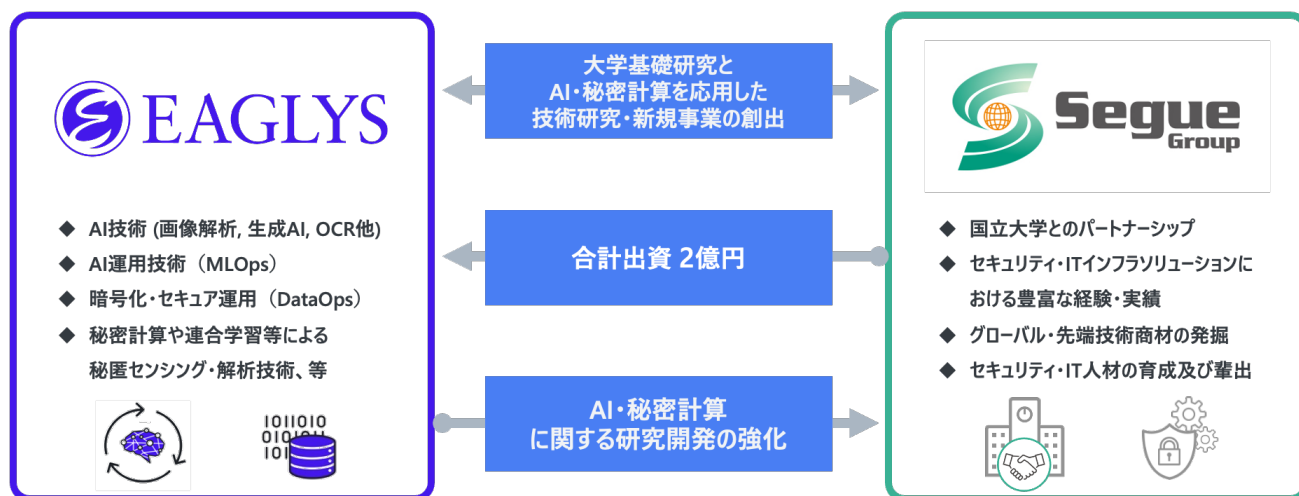 EAGLYS
◆ AI技術 (画像解析, 生成AI, OCR他)
◆ AI運用技術（MLOps）
◆ 暗号化・セキュア運用（DataOps）
◆ 秘密計算や連合学習等による
秘匿センシング・解析技術、等
1011010
大学基礎研究と
AI・秘密計算を応用した
技術研究・新規事業の創出
合計出資 2億円
AI・秘密計算
に関する研究開発の強化
Segue
Group
◆ 国立大学とのパートナーシップ
◆ セキュリティ・ITインフラソリューションに
おける豊富な経験・実績
◆ グローバル・先端技術商材の発掘
◆ セキュリティ・IT人材の育成及び輩出